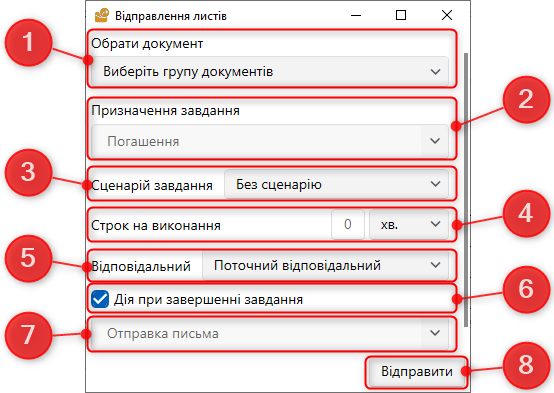 Відправлення листів
1
Обрати документ
Виберіть групу документів
2
Призначення завдання
Погашення
3
Сценарій завдання Без сценарію
4
Строк на виконання 0 хв.
5
Відповідальний Поточний відповідальний
6
Дія при завершенні завдання
7
Отправка письма
Відправити
8